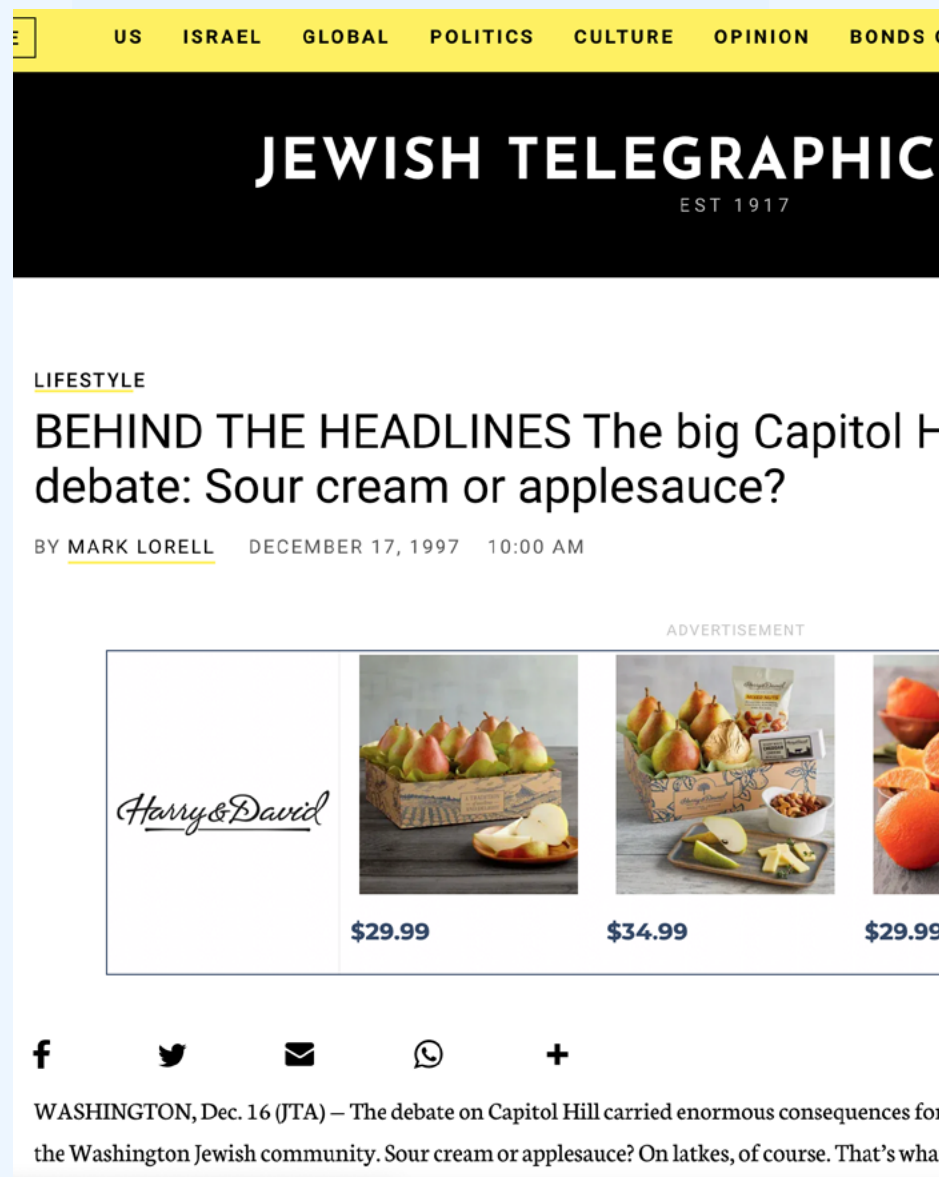 US ISRAEL GLOBAL POLITICS CULTURE OPINION BONDS
JEWISH TELEGRAPHIC
EST 1917
LIFESTYLE
BEHIND THE HEADLINES The big Capitol H
debate: Sour cream or applesauce?
BY MARK LORELL DECEMBER 17, 1997 10:00 AM
ADVERTISEMENT
Harry&David
$29.99 $34.99 $29.99
WASHINGTON, Dec. 16 (JTA) — The debate on Capitol Hill carried enormous consequences for
the Washington Jewish community. Sour cream or applesauce? On latkes, of course. That’s wha